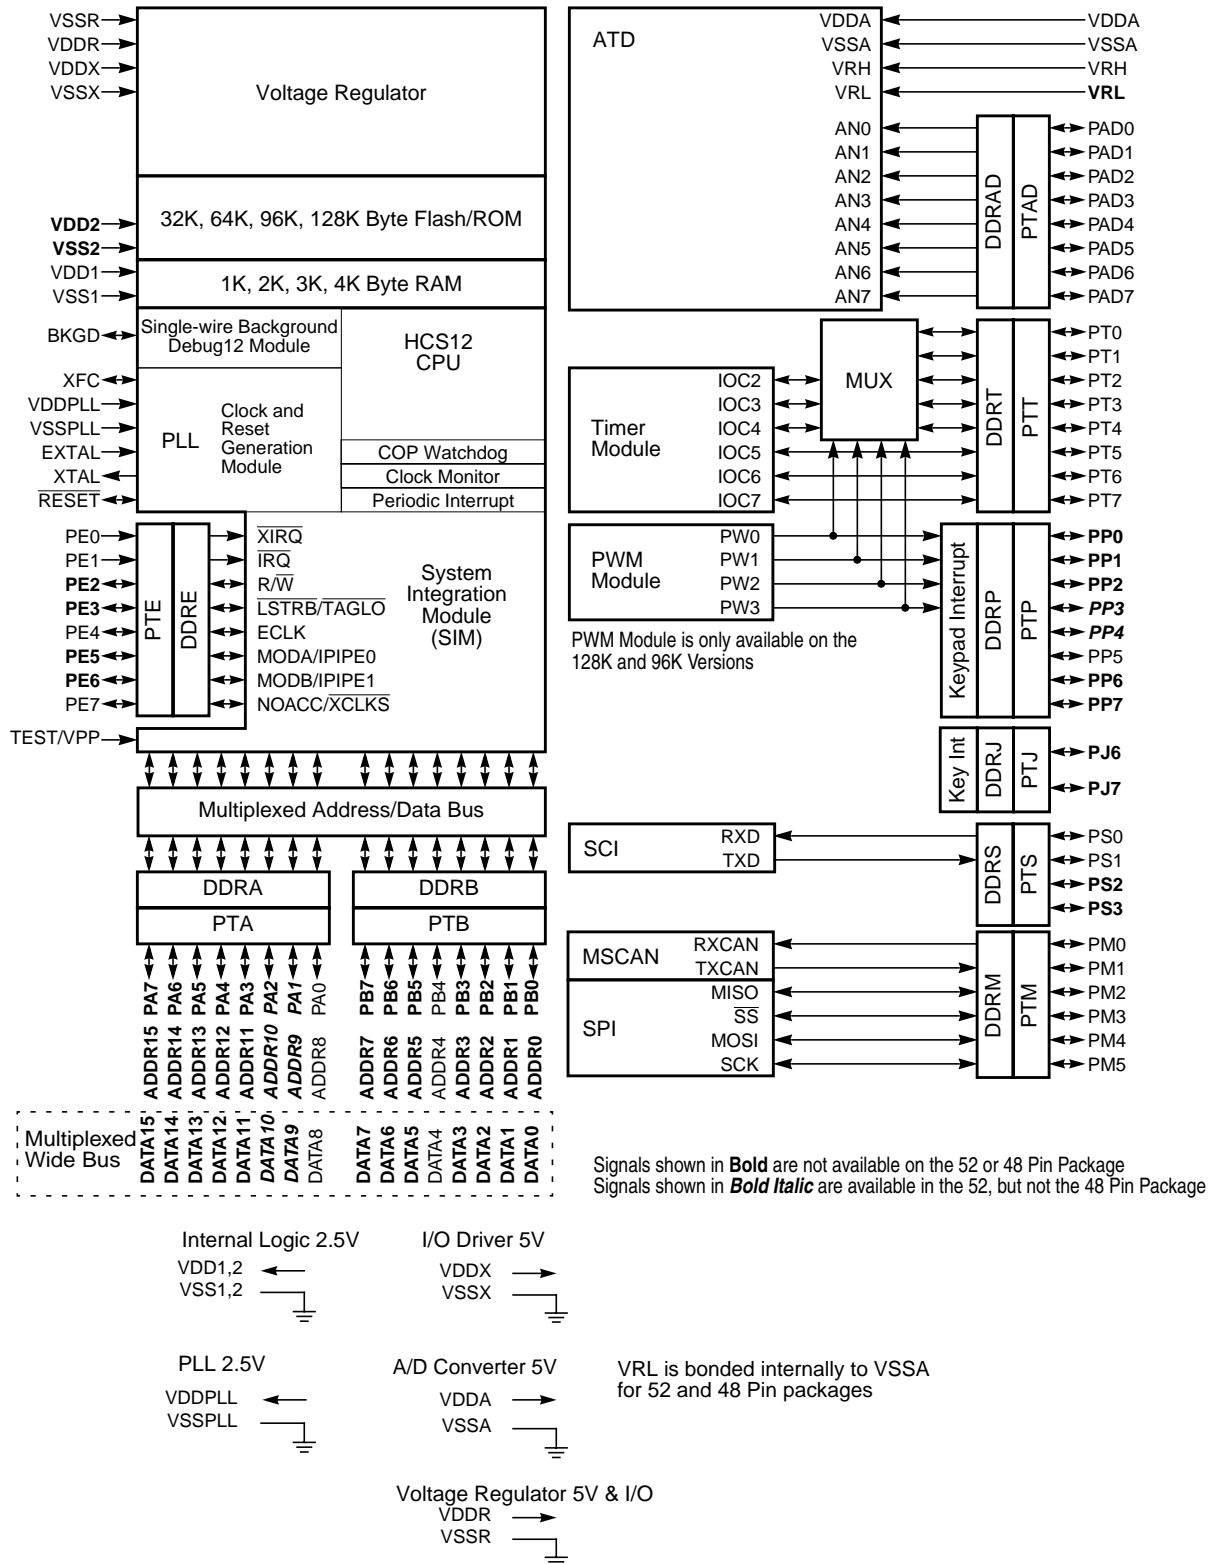 VSSR
VDDR
VDDX
VSSX
Voltage Regulator
VDD2
VSS2
32K, 64K, 96K, 128K Byte Flash/ROM
VDD1
VSS1
1K, 2K, 3K, 4K Byte RAM
BKGD
Single-wire Background
Debug12 Module
HCS12
CPU
XFC
VDDPLL
VSSPLL
EXTAL
XTAL
RESET
PLL
Clock and
Reset
Generation
Module
COP Watchdog
Clock Monitor
Periodic Interrupt
PE0
PE1
PE2
PE3
PE4
PE5
PE6
PE7
PTE
DDRE
XIRQ
IRQ
R/W
LSTRB/TAGLO
ECLK
MODA/IPIPE0
MODB/IPIPE1
NOACC/XCLKS
System
Integration
Module
(SIM)
TEST/VPP
Multiplexed Address/Data Bus
DDRA
DDRB
PTA
PTB
PA7
PA6
PA5
PA4
PA3
PA2
PA1
PA0
PB7
PB6
PB5
PB4
PB3
PB2
PB1
PB0
ADDR15
ADDR14
ADDR13
ADDR12
ADDR11
ADDR10
ADDR9
ADDR8
ADDR7
ADDR6
ADDR5
ADDR4
ADDR3
ADDR2
ADDR1
ADDR0
Multiplexed
Wide Bus
DATA15
DATA14
DATA13
DATA12
DATA11
DATA10
DATA9
DATA8
DATA7
DATA6
DATA5
DATA4
DATA3
DATA2
DATA1
DATA0
ATD
VDDA
VSSA
VRH
VRL
VDDA
VSSA
VRH
VRL
AN0
AN1
AN2
AN3
AN4
AN5
AN6
AN7
DDRAD
PTAD
PAD0
PAD1
PAD2
PAD3
PAD4
PAD5
PAD6
PAD7
Timer
Module
IOC2
IOC3
IOC4
IOC5
IOC6
IOC7
MUX
DDRT
PTT
PT0
PT1
PT2
PT3
PT4
PT5
PT6
PT7
PWM
Module
PW0
PW1
PW2
PW3
PWM Module is only available on the
128K and 96K Versions
Keypad Interrupt
DDRP
PTP
PP0
PP1
PP2
PP3
PP4
PP5
PP6
PP7
Key Int
DDRJ
PTJ
PJ6
PJ7
SCI
RXD
TXD
DDRS
PTS
PS0
PS1
PS2
PS3
MSCAN
RXCAN
TXCAN
SPI
MISO
SS
MOSI
SCK
DDRM
PTM
PM0
PM1
PM2
PM3
PM4
PM5
Signals shown in Bold are not available on the 52 or 48 Pin Package
Signals shown in Bold Italic are available in the 52, but not the 48 Pin Package
Internal Logic 2.5V
VDD1,2
VSS1,2
I/O Driver 5V
VDDX
VSSX
PLL 2.5V
VDDPLL
VSSPLL
A/D Converter 5V
VDDA
VSSA
VRL is bonded internally to VSSA
for 52 and 48 Pin packages
Voltage Regulator 5V & I/O
VDDR
VSSR